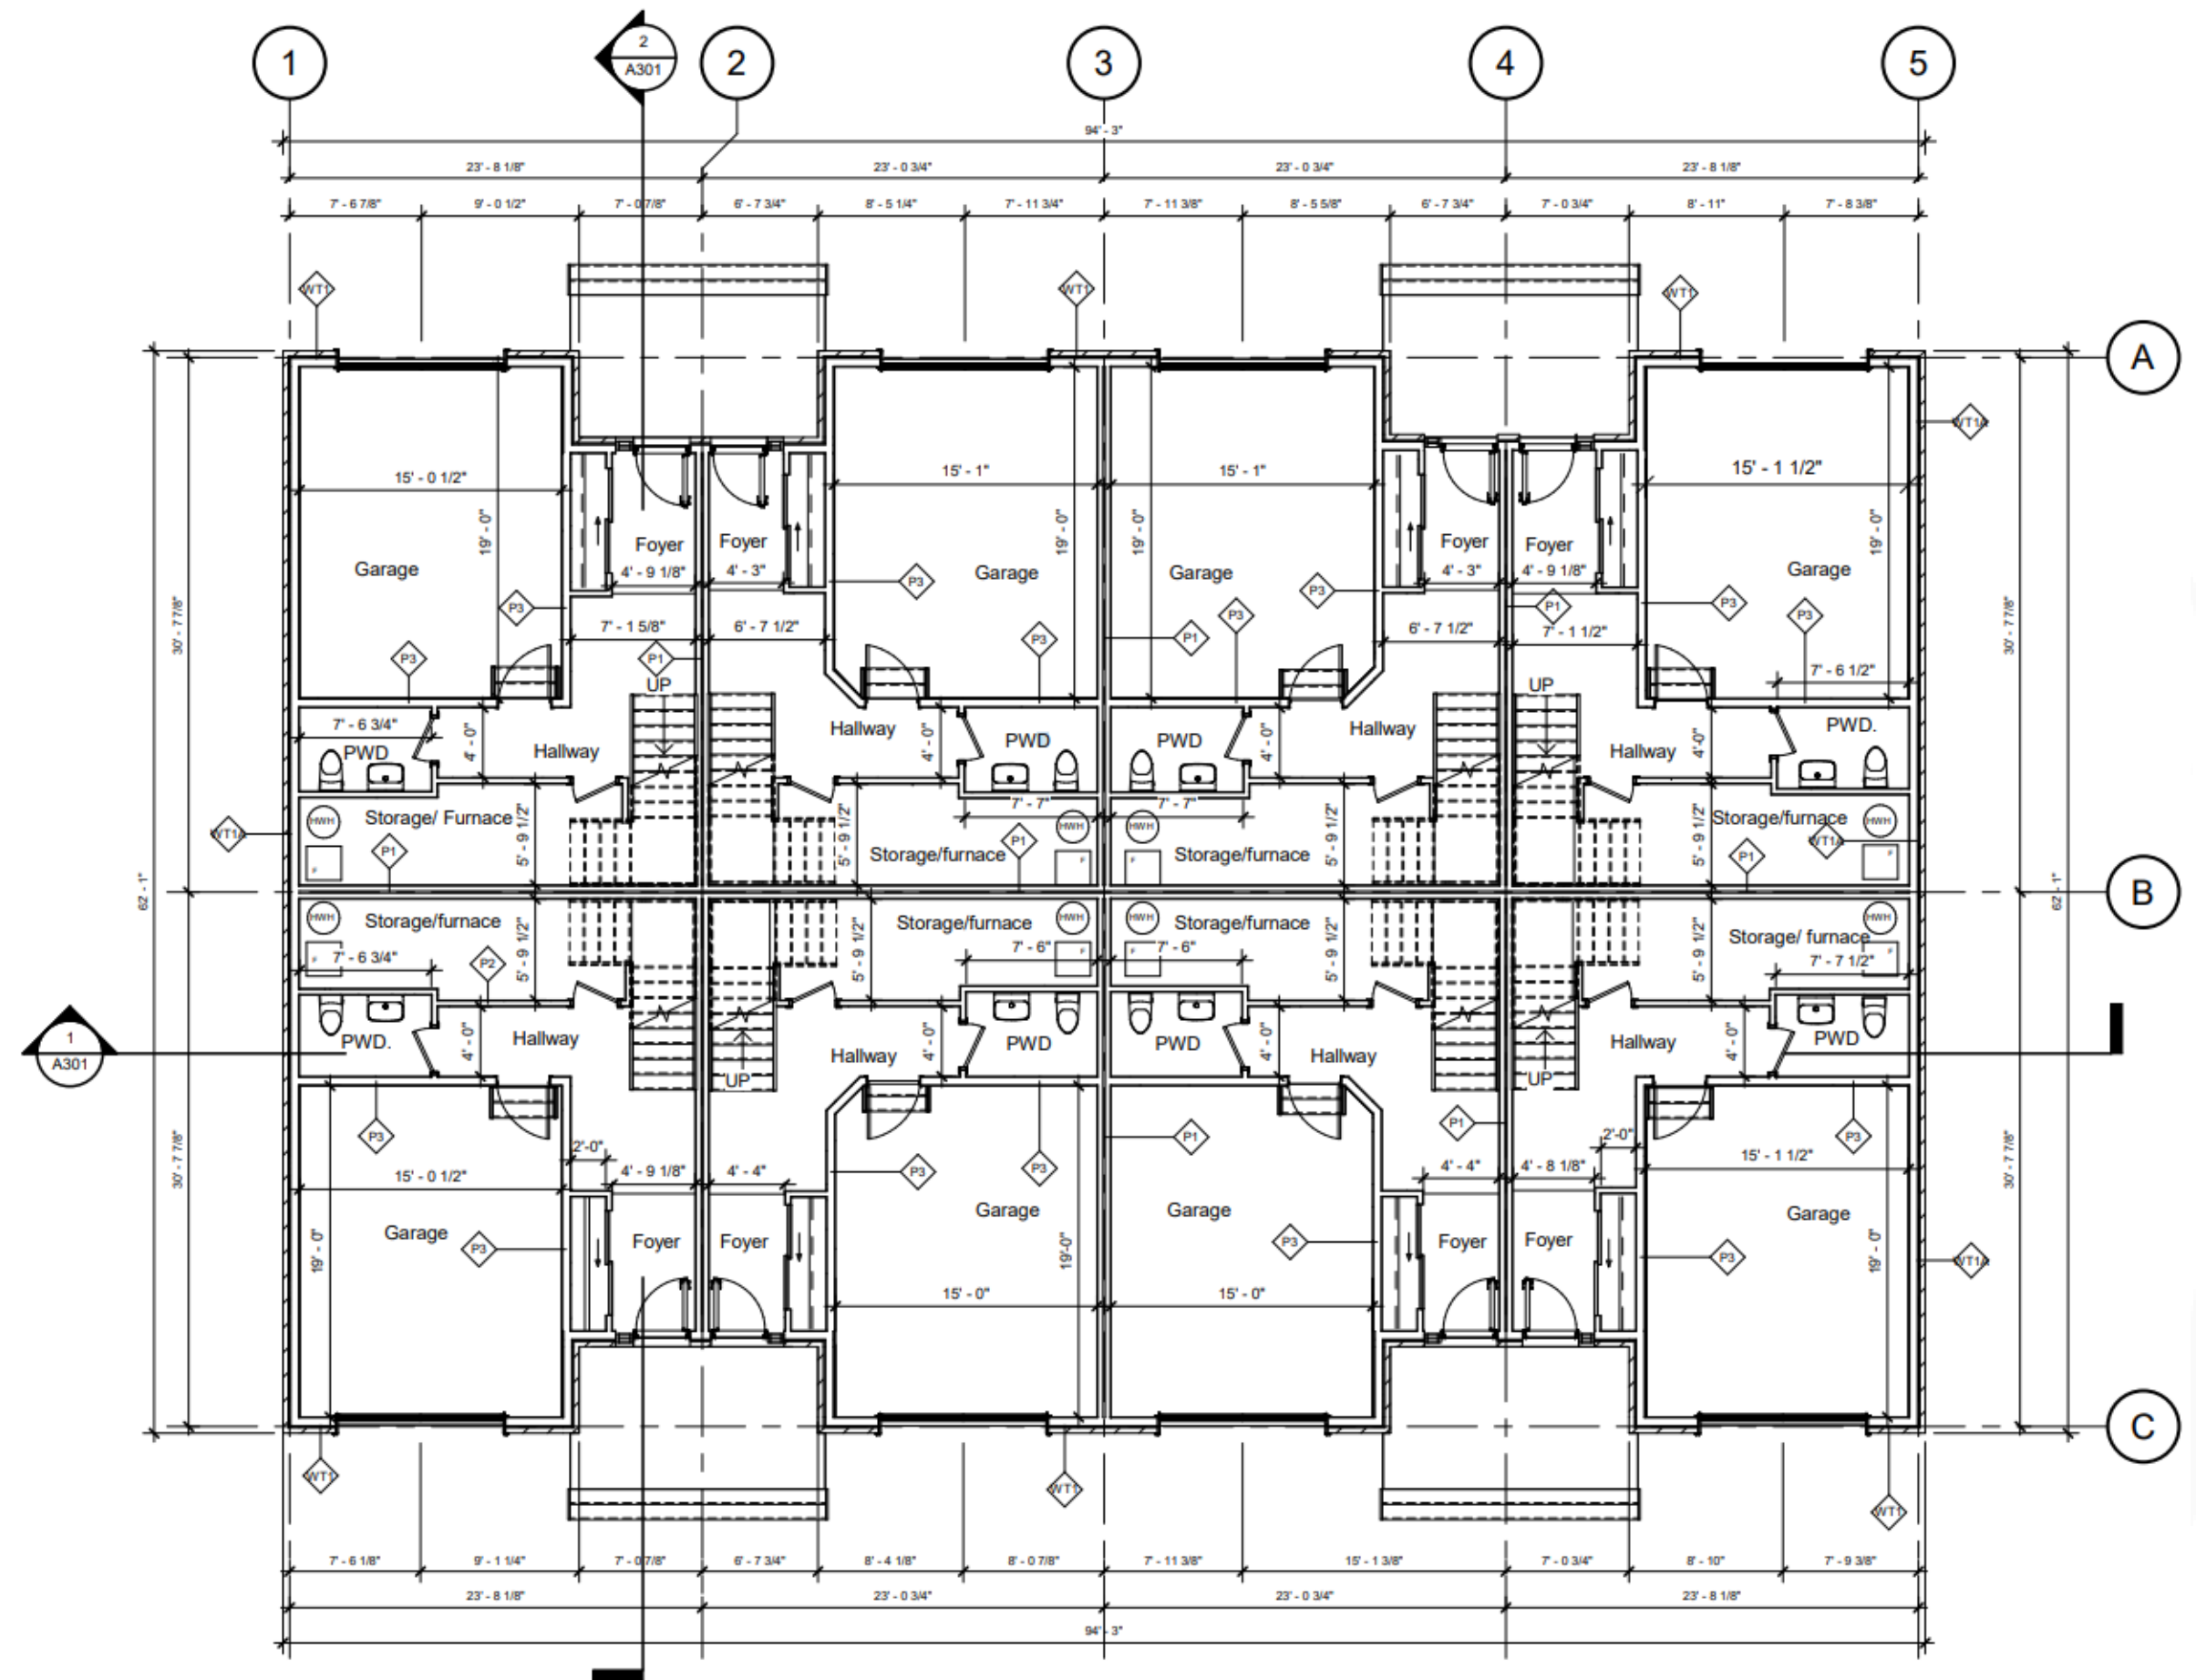 1
2
A301
2
3
4
5
94' - 3"
23' - 8 1/8"
23' - 0 3/4"
23' - 0 3/4"
23' - 8 1/8"
7' - 6 7/8"
9' - 0 1/2"
7' - 0 7/8"
6' - 7 3/4"
8' - 5 1/4"
7' - 11 3/4"
7' - 11 3/8"
8' - 5 5/8"
6' - 7 3/4"
7' - 0 3/4"
8' - 11"
7' - 8 3/8"
WT1
WT1
WT1
A
WT1A
15' - 0 1/2"
15' - 1"
15' - 1"
15' - 1 1/2"
19' - 0"
19' - 0"
19' - 0"
19' - 0"
Foyer
Foyer
Foyer
Foyer
Garage
Garage
Garage
Garage
4' - 9 1/8"
4' - 3"
4' - 3"
4' - 9 1/8"
P3
P3
P3
P1
P3
P3
P3
P3
30' - 7 7/8"
30' - 7 7/8"
7' - 1 5/8"
6' - 7 1/2"
P1
6' - 7 1/2"
7' - 1 1/2"
P3
P1
P3
7' - 6 1/2"
UP
UP
7' - 6 3/4"
PWD
4' - 0"
Hallway
Hallway
4' - 0"
PWD
PWD
4' - 0"
Hallway
Hallway
4'-0"
PWD.
WT1A
HWH
Storage/ Furnace
5' - 9 1/2"
P1
F
5' - 9 1/2"
7' - 7"
Storage/furnace
P1
HWH
F
7' - 7"
HWH
F
Storage/furnace
5' - 9 1/2"
5' - 9 1/2"
Storage/furnace
P1
WT1A
HWH
F
62' - 1"
62' - 1"
B
HWH
Storage/furnace
F
7' - 6 3/4"
P2
5' - 9 1/2"
5' - 9 1/2"
Storage/furnace
7' - 6"
HWH
HWH
Storage/furnace
7' - 6"
5' - 9 1/2"
5' - 9 1/2"
Storage/ furnace
7' - 7 1/2"
HWH
1
A301
PWD.
4' - 0"
Hallway
Hallway
4' - 0"
PWD
PWD
4' - 0"
Hallway
Hallway
4' - 0"
PWD
UP
UP
P3
2'-0"
P3
P1
P1
2'-0"
P3
30' - 7 7/8"
30' - 7 7/8"
15' - 0 1/2"
4' - 9 1/8"
4' - 4"
P3
4' - 4"
4' - 8 1/8"
15' - 1 1/2"
Garage
Garage
Garage
Garage
19' - 0"
P3
Foyer
Foyer
19'-0"
P3
Foyer
Foyer
P3
19' - 0"
WT1A
15' - 0"
15' - 0"
C
WT1
WT1
WT1
7' - 6 1/8"
9' - 1 1/4"
7' - 0 7/8"
6' - 7 3/4"
8' - 4 1/8"
8' - 0 7/8"
7' - 11 3/8"
15' - 1 3/8"
7' - 0 3/4"
8' - 10"
7' - 9 3/8"
23' - 8 1/8"
23' - 0 3/4"
23' - 0 3/4"
23' - 8 1/8"
94' - 3"